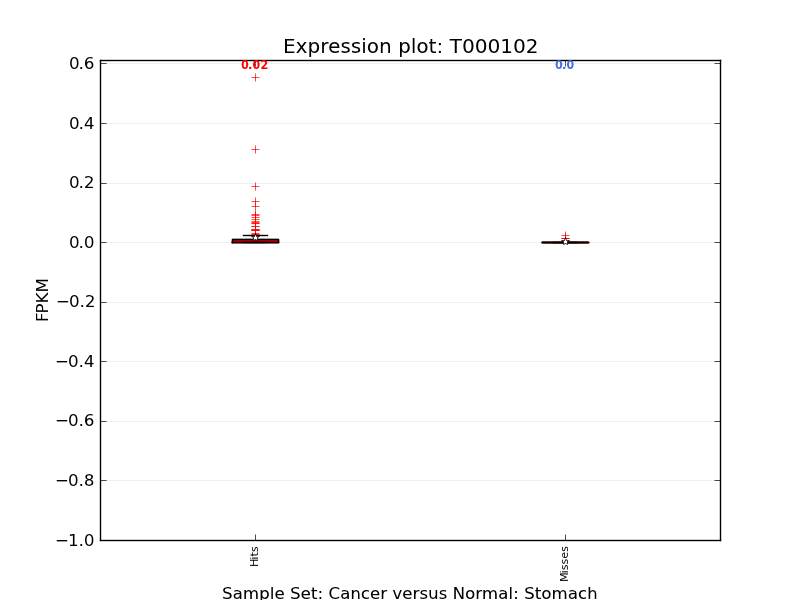 Expression plot: T000102
0.02
0.0
0.6
0.4
0.2
0.0
−0.2
−0.4
−0.6
−0.8
−1.0
FPKM
Hits
Misses
Sample Set: Cancer versus Normal: Stomach